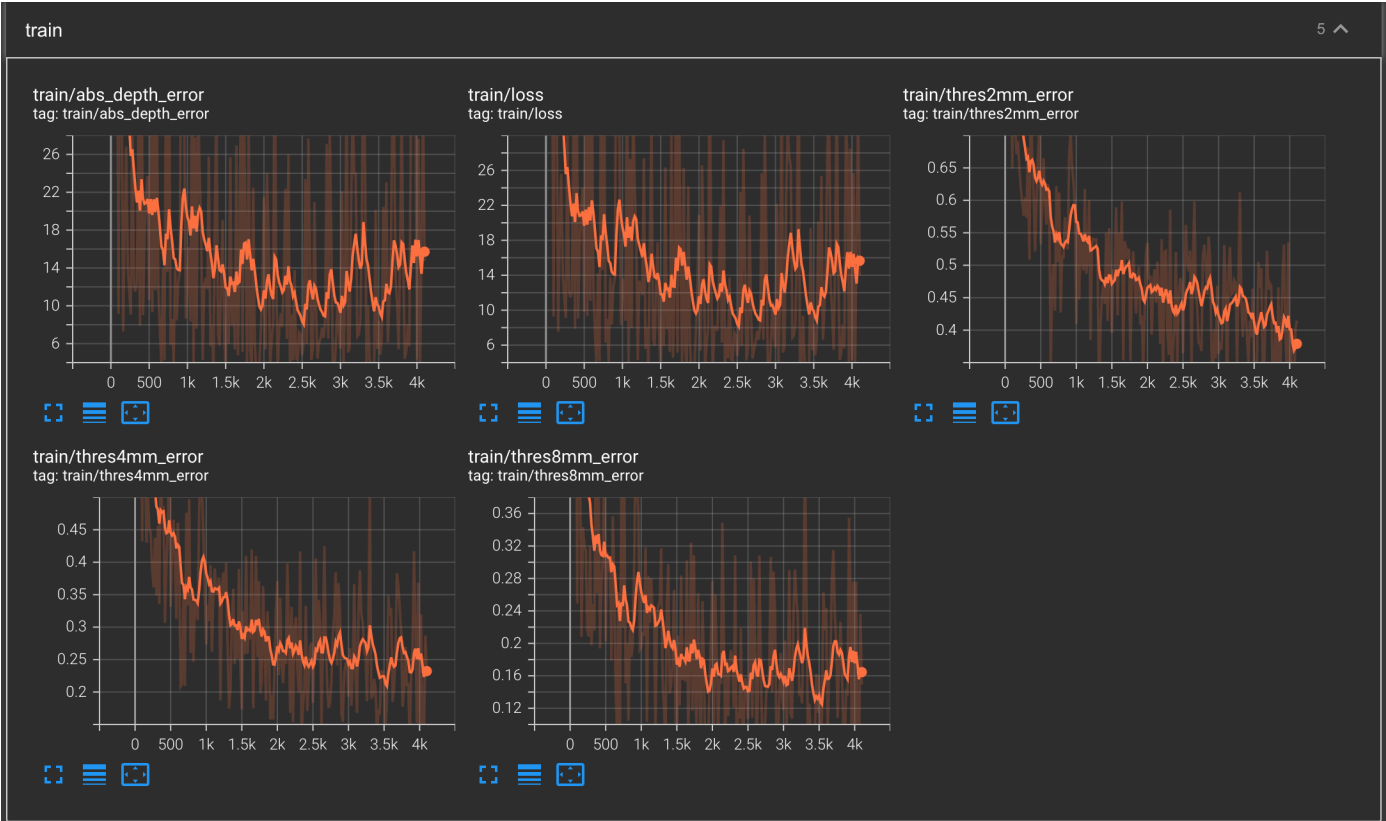 train
5
train/abs_depth_error
tag: train/abs_depth_error
26
22
18
14
10
6
0 500 1k 1.5k 2k 2.5k 3k 3.5k 4k
train/loss
tag: train/loss
26
22
18
14
10
6
0 500 1k 1.5k 2k 2.5k 3k 3.5k 4k
train/thres2mm_error
tag: train/thres2mm_error
0.65
0.6
0.55
0.5
0.45
0.4
0 500 1k 1.5k 2k 2.5k 3k 3.5k 4k
train/thres4mm_error
tag: train/thres4mm_error
0.45
0.4
0.35
0.3
0.25
0.2
0 500 1k 1.5k 2k 2.5k 3k 3.5k 4k
train/thres8mm_error
tag: train/thres8mm_error
0.36
0.32
0.28
0.24
0.2
0.16
0.12
0 500 1k 1.5k 2k 2.5k 3k 3.5k 4k